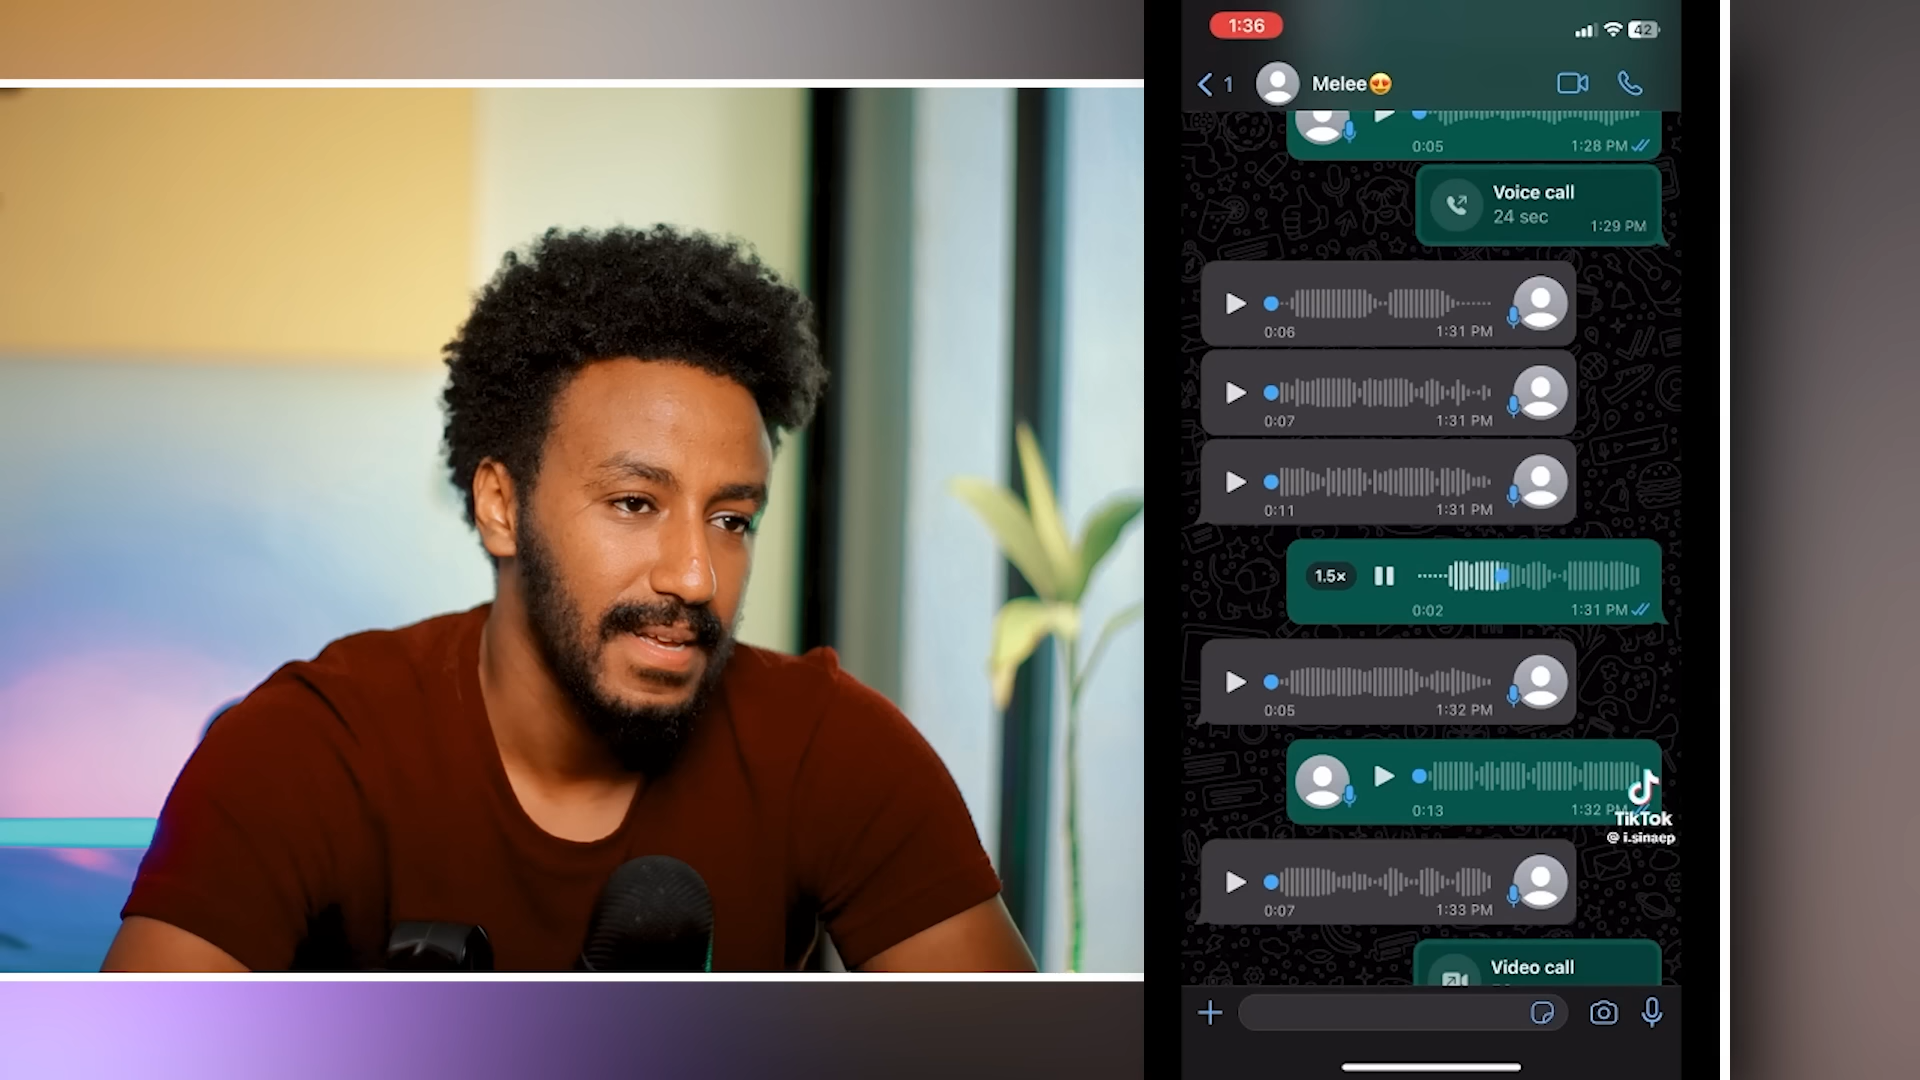 1:36
42
1
Melee😍
0:05
1:28 PM
Voice call
24 sec
1:29 PM
0:06
1:31 PM
0:07
1:31 PM
0:11
1:31 PM
1.5×
0:02
1:31 PM
0:05
1:32 PM
0:13
1:32 PM
TikTok
@ i.sinaep
0:07
1:33 PM
Video call